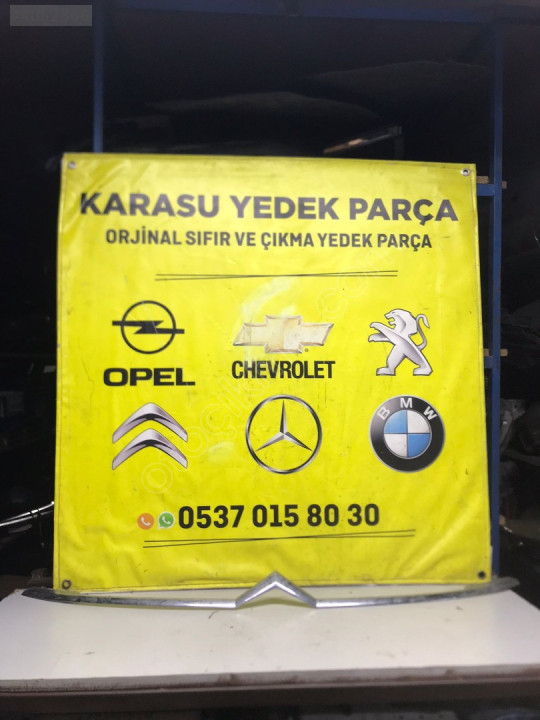 KARASU YEDEK PARÇA
ORJİNAL SIFIR VE ÇIKMA YEDEK PARÇA
OPEL
CHEVROLET
BMW
0537 015 80 30